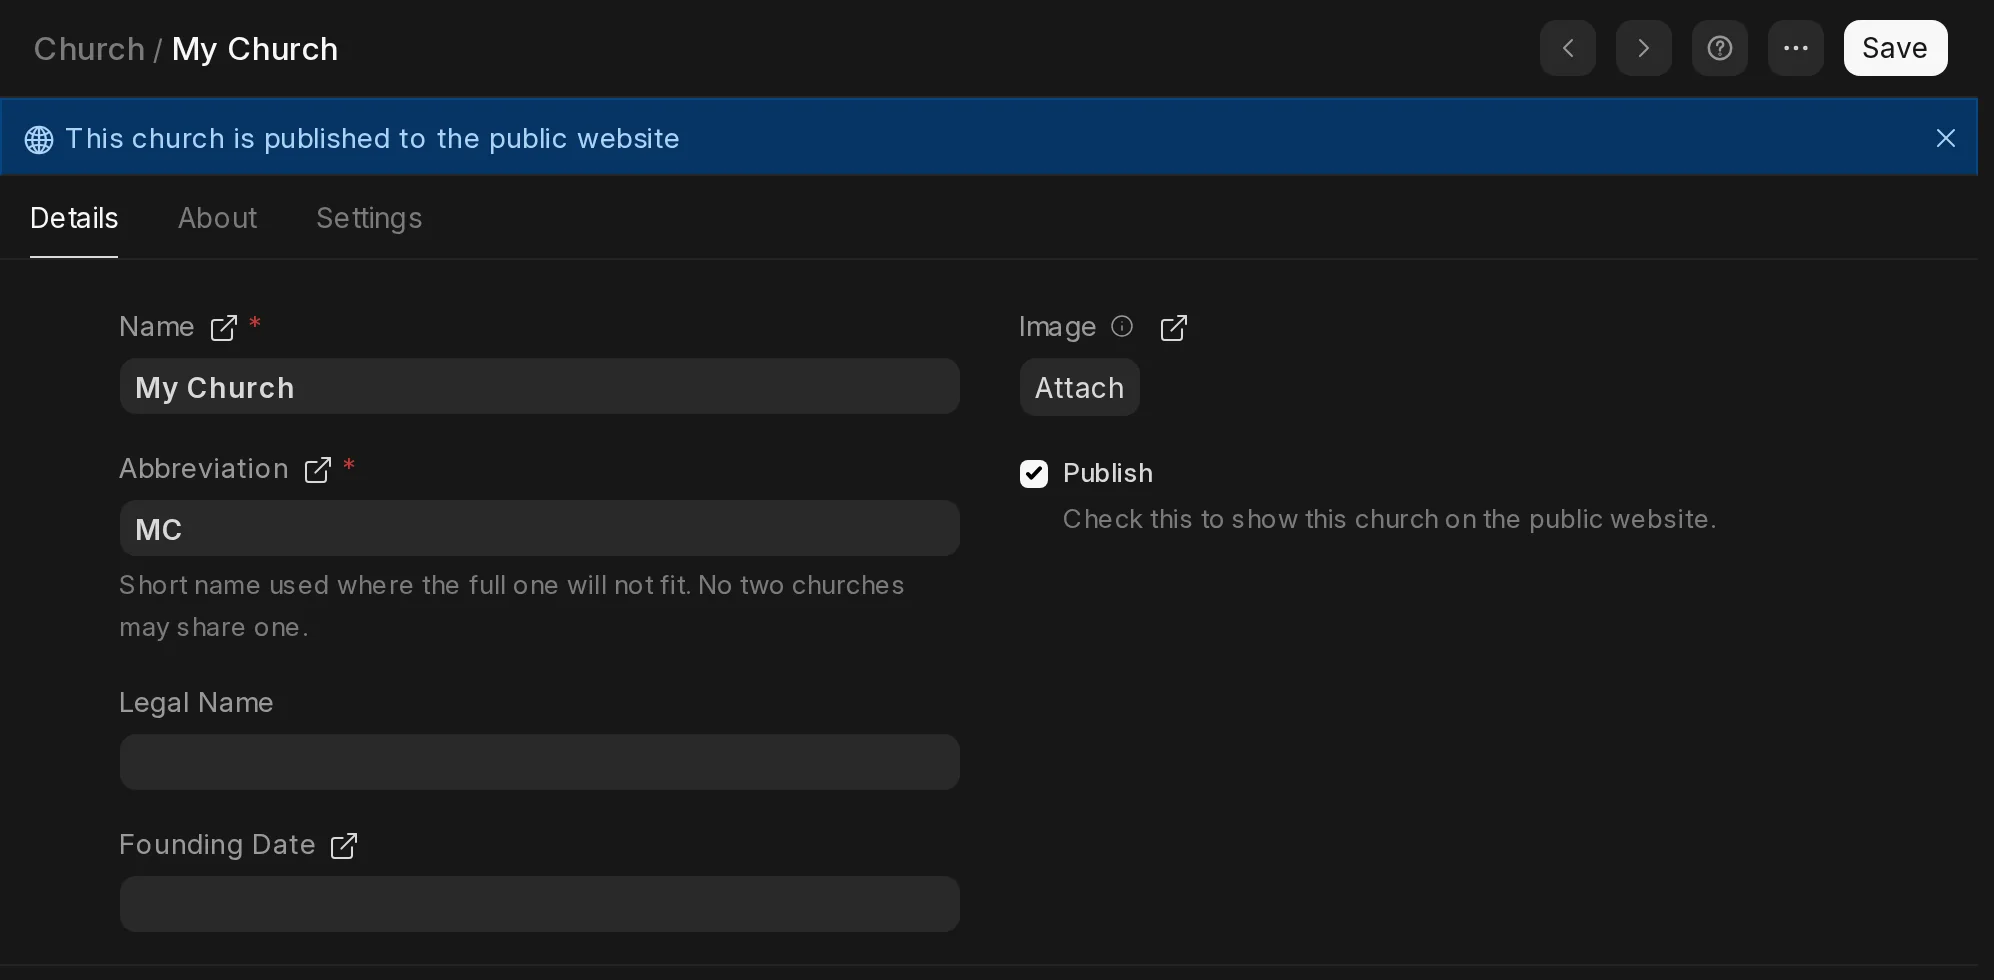 Church / My Church
Save
This church is published to the public website
Details
About
Settings
Name *
My Church
Abbreviation *
MC
Short name used where the full one will not fit. No two churches
may share one.
Legal Name
Founding Date
Image
Attach
Publish
Check this to show this church on the public website.